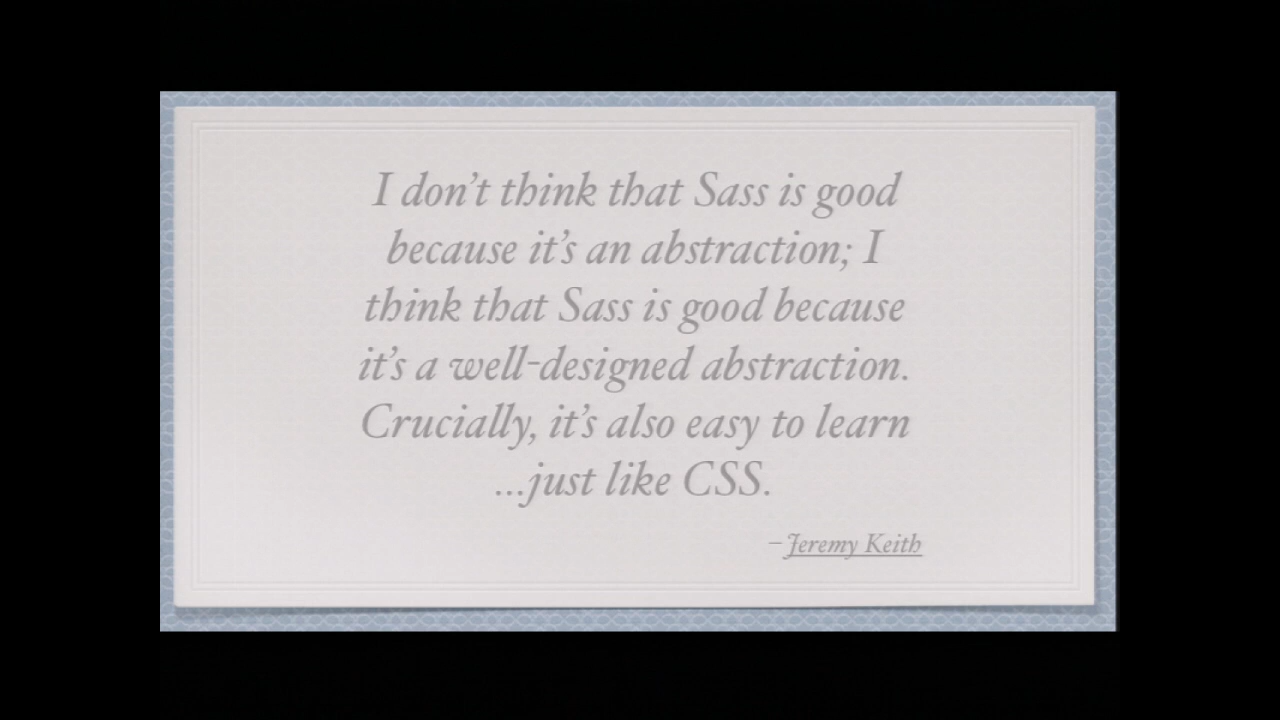 I don’t think that Sass is good
because it’s an abstraction; I
think that Sass is good because
it’s a well-designed abstraction.
Crucially, it’s also easy to learn
...just like CSS.
–Jeremy Keith